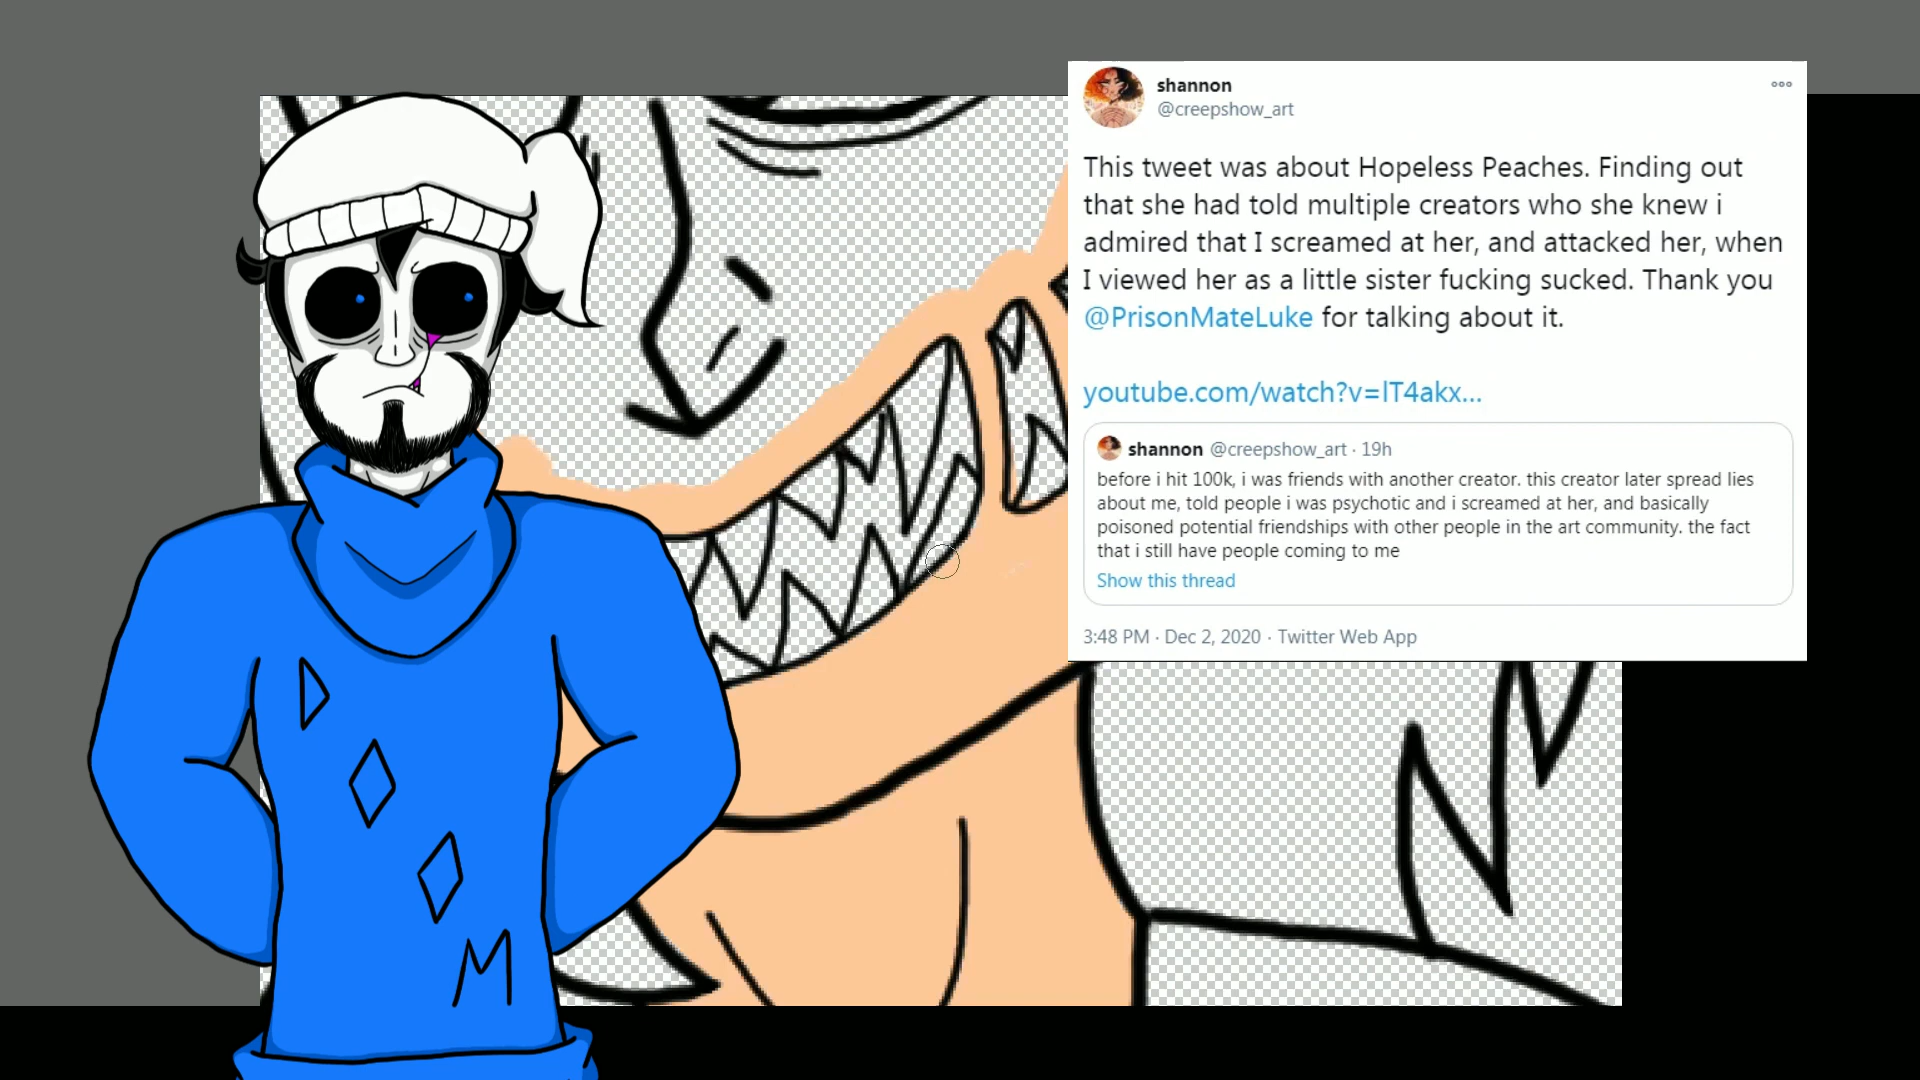 shannon
@creepshow_art
This tweet was about Hopeless Peaches. Finding out
that she had told multiple creators who she knew i
admired that I screamed at her, and attacked her, when
I viewed her as a little sister fucking sucked. Thank you
@PrisonMateLuke for talking about it.
youtube.com/watch?v=lT4akx...
shannon @creepshow_art · 19h
before i hit 100k, i was friends with another creator. this creator later spread lies
about me, told people i was psychotic and i screamed at her, and basically
poisoned potential friendships with other people in the art community. the fact
that i still have people coming to me
Show this thread
3:48 PM · Dec 2, 2020 · Twitter Web App
M